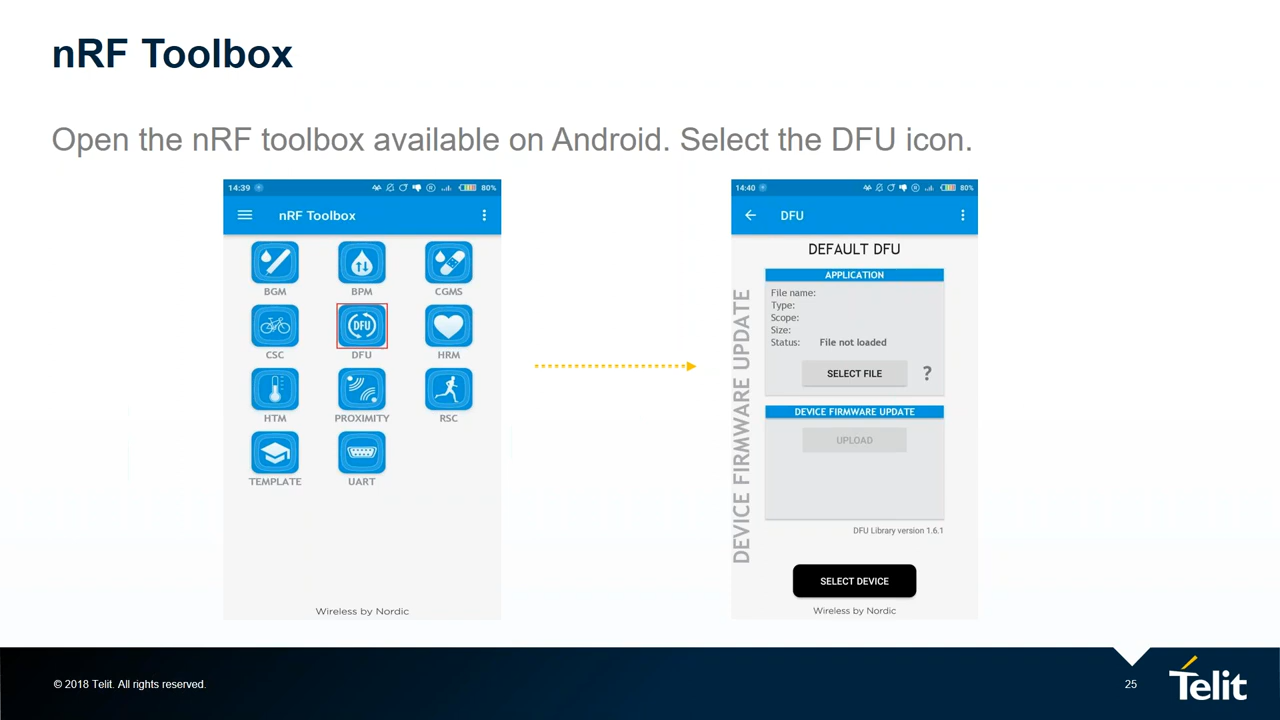 nRF Toolbox
Open the nRF toolbox available on Android. Select the DFU icon.
14:39
80%
nRF Toolbox
BGM
BPM
CGMS
CSC
DFU
DFU
HRM
HTM
PROXIMITY
RSC
TEMPLATE
UART
Wireless by Nordic
14:40
80%
DFU
DEFAULT DFU
DEVICE FIRMWARE UPDATE
APPLICATION
File name:
Type:
Scope:
Size:
Status: File not loaded
SELECT FILE ?
DEVICE FIRMWARE UPDATE
UPLOAD
DFU Library version 1.6.1
SELECT DEVICE
Wireless by Nordic
© 2018 Telit. All rights reserved.
25
Telit